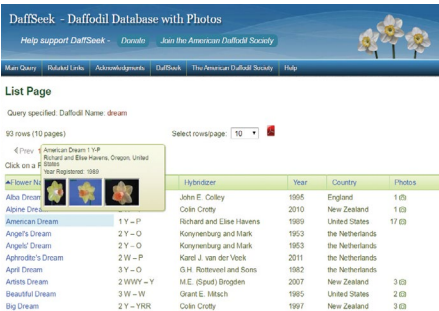 DaffSeek - Daffodil Database with Photos
Help support DaffSeek - Donate Join the American Daffodil Society
Main Query Related Links Acknowledgments DaffSeek The American Daffodil Society Help
List Page
Query specified: Daffodil Name: dream
93 rows (10 pages) Select rows/page: 10
Prev 1
American Dream 1 Y-P
Richard and Elise Havens, Oregon, United
States
Year Registered: 1989
Click on a F
Flower Na Hybridizer Year Country Photos
Alba Dream John E. Colley 1995 England 1
Alpine Dream Colin Crotty 2010 New Zealand 1
American Dream 1 Y – P Richard and Elise Havens 1989 United States 17
Angel's Dream 2 Y – O Konynenburg and Mark 1953 the Netherlands
Angels' Dream 2 Y – O Konynenburg and Mark 1953 the Netherlands
Aphrodite's Dream 2 W – P Karel J. van der Veek 2011 the Netherlands
April Dream 3 Y – O G.H. Rotteveel and Sons 1982 the Netherlands
Artists Dream 2 WWY – Y M.E. (Spud) Brogden 2007 New Zealand 3
Beautiful Dream 3 W – W Grant E. Mitsch 1985 United States 2
Big Dream 2 Y – YRR Colin Crotty 1997 New Zealand 3